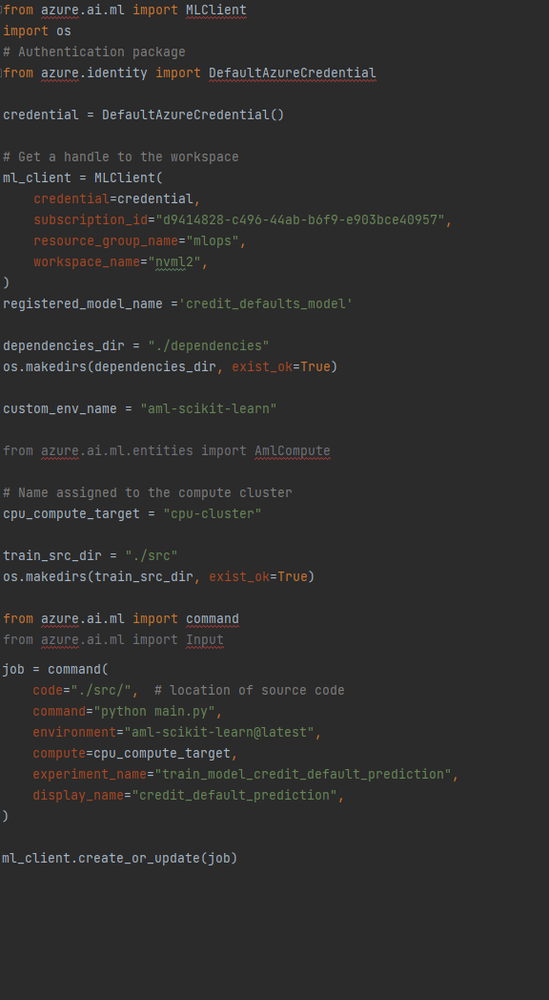 from azure.ai.ml import MLClient
import os
# Authentication package
from azure.identity import DefaultAzureCredential

credential = DefaultAzureCredential()

# Get a handle to the workspace
ml_client = MLClient(
    credential=credential,
    subscription_id="d9414828-c496-44ab-b6f9-e903bce40957",
    resource_group_name="mlops",
    workspace_name="nvml2",
)
registered_model_name ='credit_defaults_model'

dependencies_dir = "./dependencies"
os.makedirs(dependencies_dir, exist_ok=True)

custom_env_name = "aml-scikit-learn"

from azure.ai.ml.entities import AmlCompute

# Name assigned to the compute cluster
cpu_compute_target = "cpu-cluster"

train_src_dir = "./src"
os.makedirs(train_src_dir, exist_ok=True)

from azure.ai.ml import command
from azure.ai.ml import Input
job = command(
    code="./src/",  # location of source code
    command="python main.py",
    environment="aml-scikit-learn@latest",
    compute=cpu_compute_target,
    experiment_name="train_model_credit_default_prediction",
    display_name="credit_default_prediction",
)

ml_client.create_or_update(job)